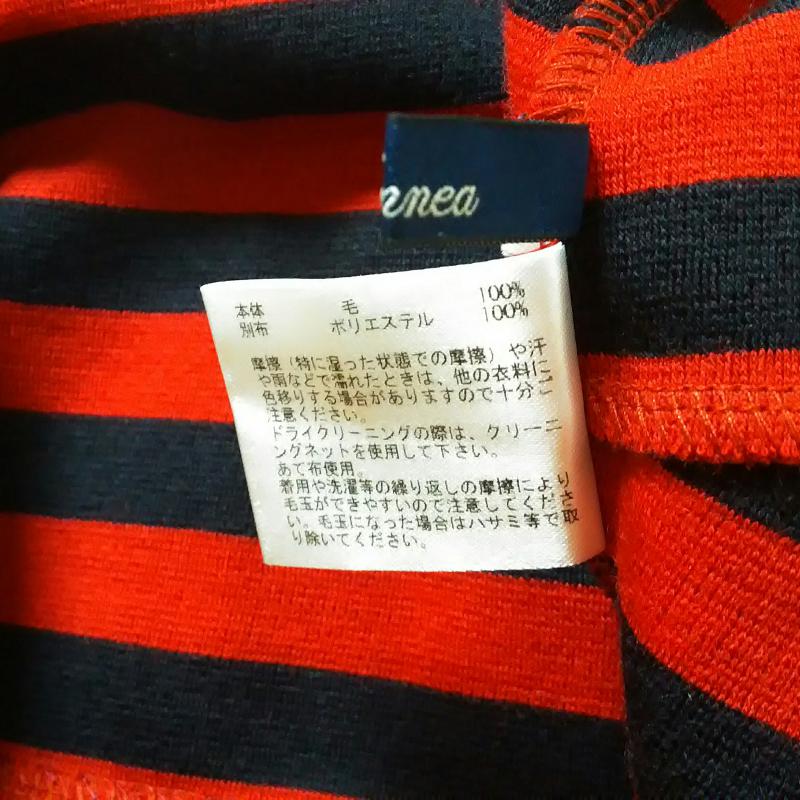 nnea
本体 毛 100%
別布 ポリエステル 100%
摩擦(特に湿った状態での摩擦)や汗
や雨などで濡れたときは、他の衣料に
色移りする場合がありますので十分ご
注意ください。
ドライクリーニングの際は、クリーニ
ングネットを使用して下さい。
あて布使用。
着用や洗濯等の繰り返しの摩擦により
毛玉ができやすいので注意してくださ
い。毛玉になった場合はハサミ等で取
り除いてください。